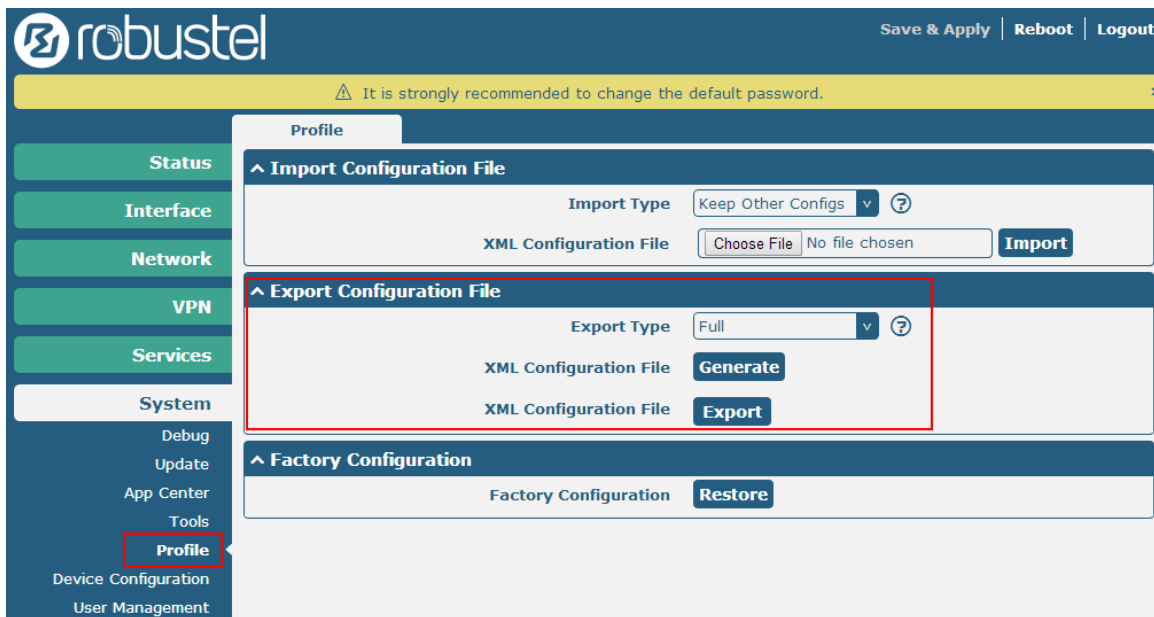 robustel
Save & Apply | Reboot | Logout
⚠ It is strongly recommended to change the default password.
Profile
Status
Interface
Network
VPN
Services
System
Debug
Update
App Center
Tools
Profile
Device Configuration
User Management
^ Import Configuration File
Import Type Keep Other Configs v ?
XML Configuration File Choose File No file chosen Import
^ Export Configuration File
Export Type Full v ?
XML Configuration File Generate
XML Configuration File Export
^ Factory Configuration
Factory Configuration Restore